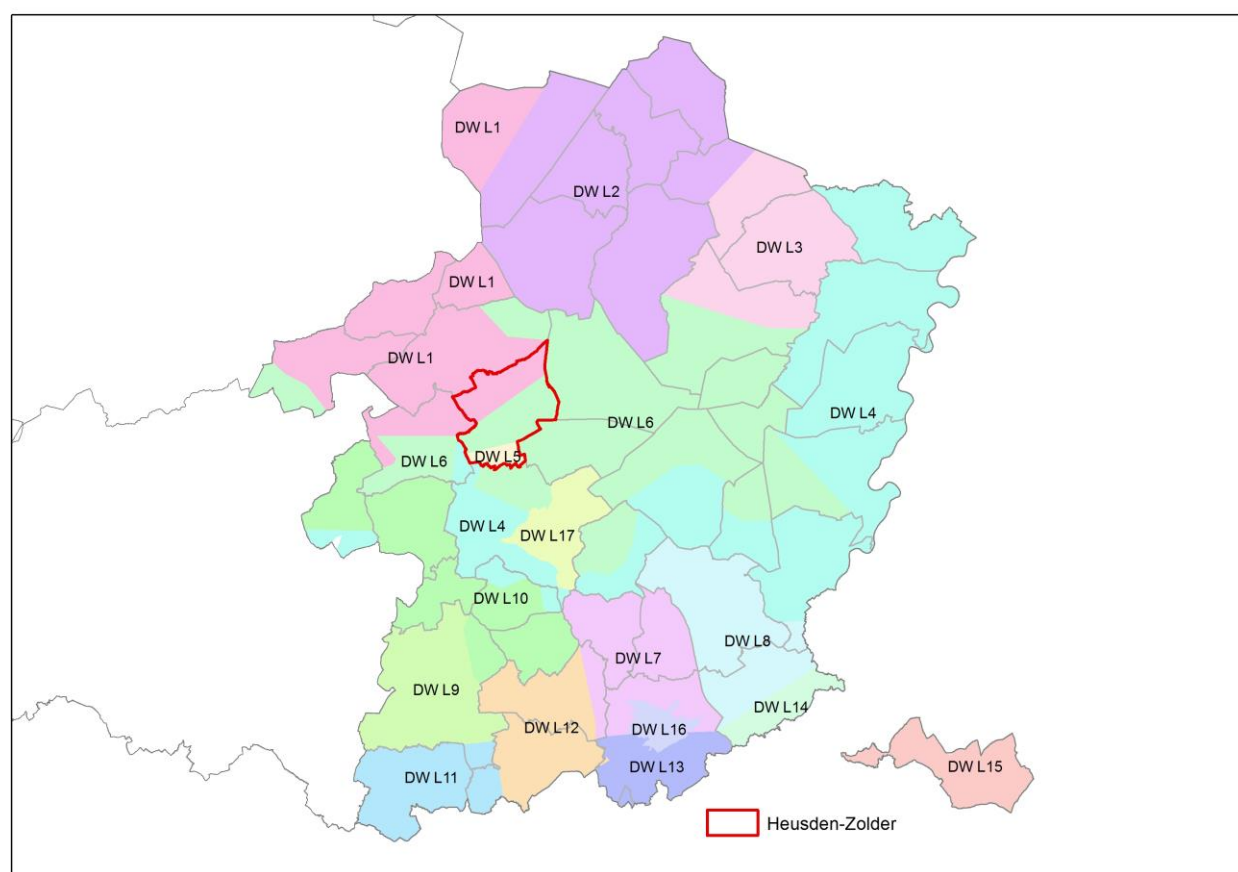 DW L1
DW L2
DW L3
DW L1
DW L1
DW L4
DW L6
DW L5
DW L6
DW L4
DW L17
DW L10
DW L8
DW L7
DW L9
DW L14
DW L12
DW L16
DW L13
DW L15
DW L11
Heusden-Zolder